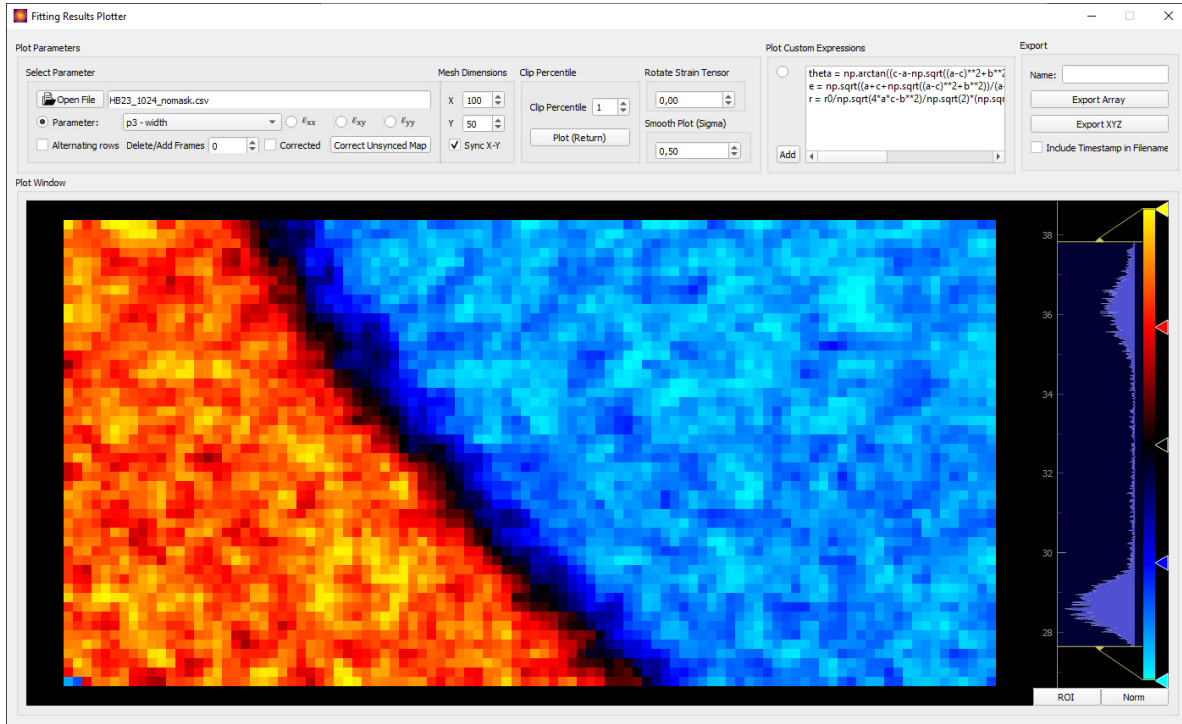 Fitting Results Plotter
Plot Parameters
Select Parameter
Open File HB23_1024_nomask.csv
Parameter: p3 - width εxx εxy εyy
Alternating rows Delete/Add Frames 0 Corrected Correct Unsynced Map
Mesh Dimensions
X 100
Y 50
Sync X-Y
Clip Percentile
Clip Percentile 1
Plot (Return)
Rotate Strain Tensor
0,00
Smooth Plot (Sigma)
0,50
Plot Custom Expressions
theta = np.arctan((c-a-np.sqrt((a-c)**2+b**2
e = np.sqrt((a+c+np.sqrt((a-c)**2+b**2))/(a-
r = r0/np.sqrt(4*a*c-b**2)/np.sqrt(2)*(np.sq
Add
Export
Name:
Export Array
Export XYZ
Include Timestamp in Filename
Plot Window
38
36
34
32
30
28
ROI Norm